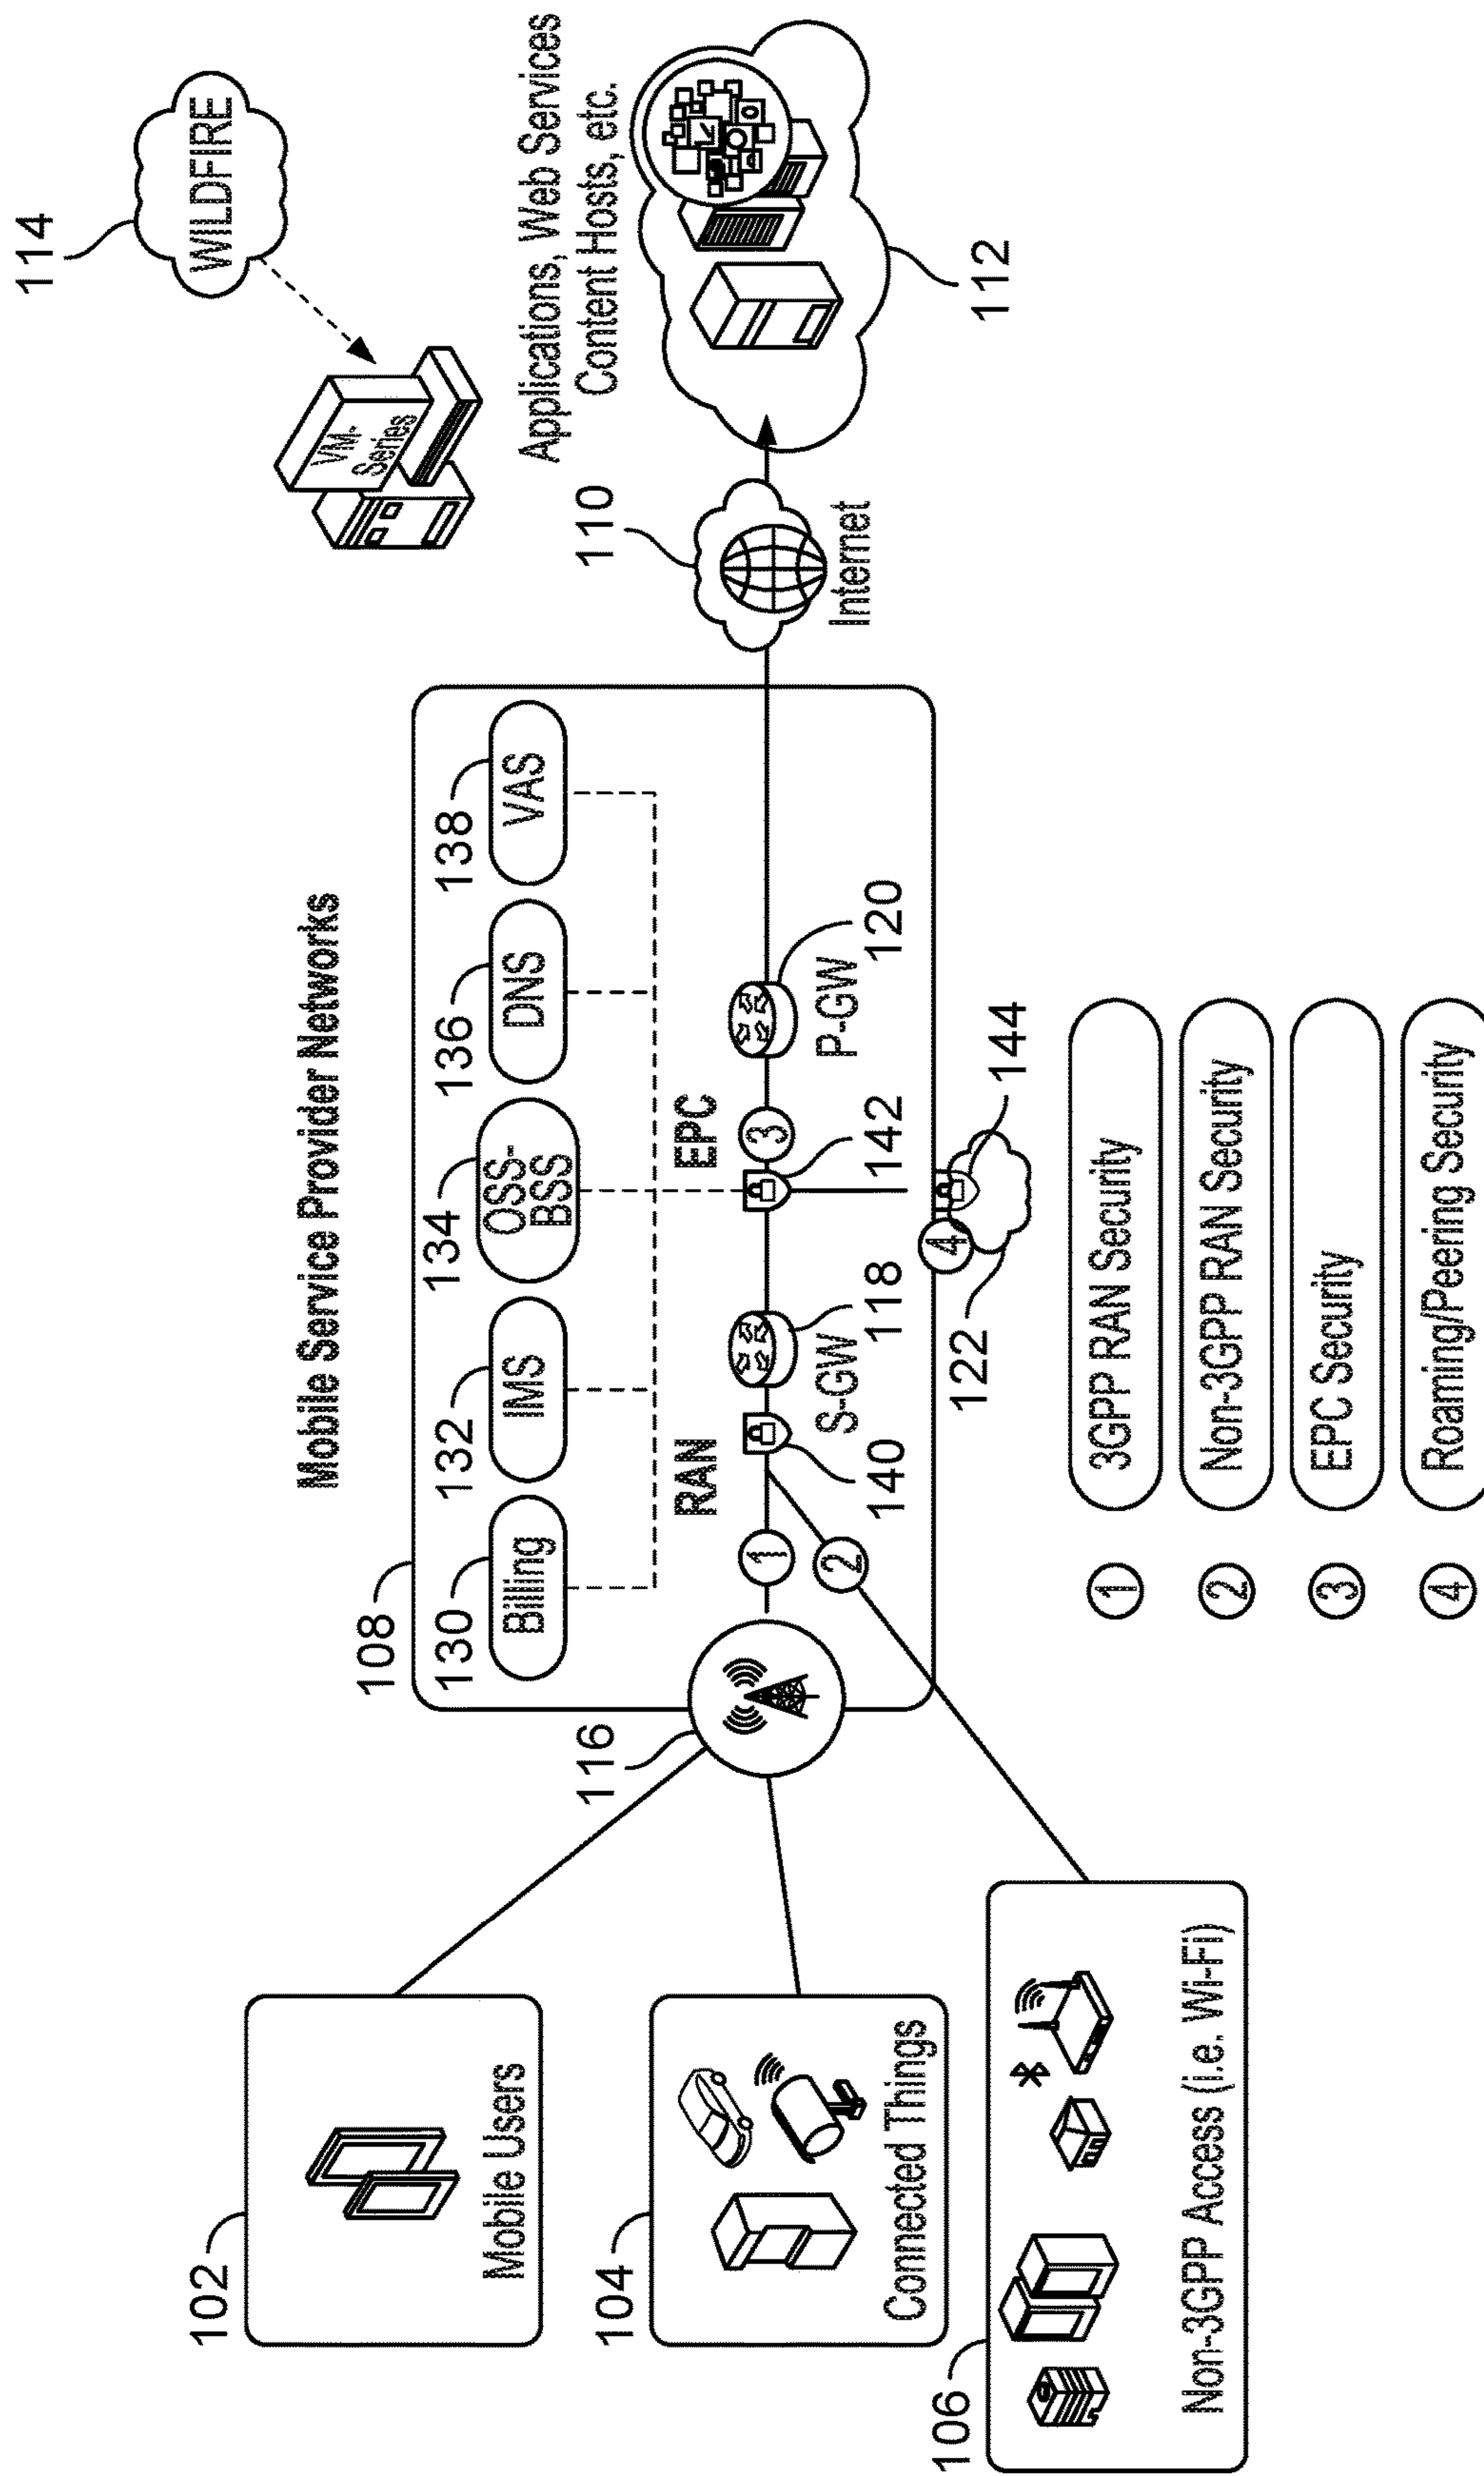 114
WILDFIRE
VM-
Series
Applications, Web Services
Content Hosts, etc.
112
110
Internet
Mobile Service Provider Networks
108
130
Billing
132
IMS
134
OSS-
BSS
136
DNS
138
VAS
RAN
EPC
116
1
2
140
S-GW
118
142
3
P-GW
120
4
122
144
102
Mobile Users
104
Connected Things
106
Non-3GPP Access (i.e. Wi-Fi)
1 3GPP RAN Security
2 Non-3GPP RAN Security
3 EPC Security
4 Roaming/Peering Security